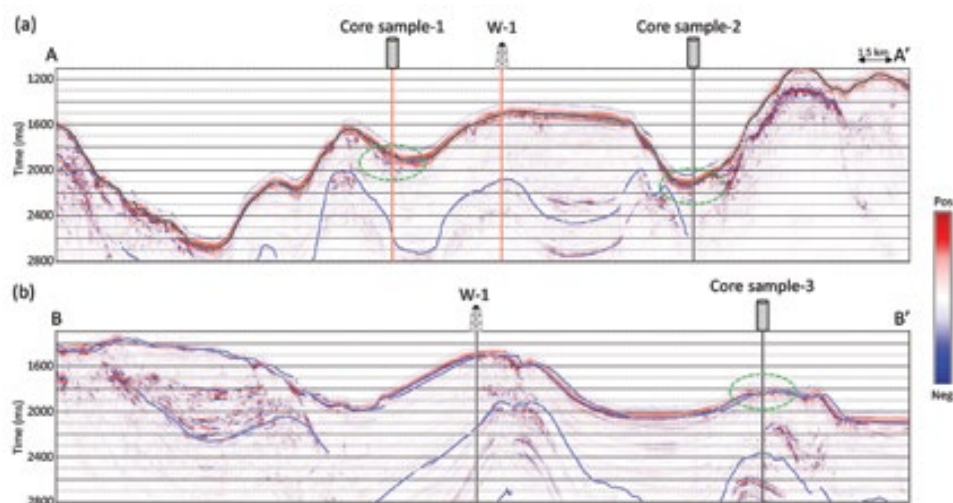 (a)
Core sample-1 W-1 Core sample-2
A 1.5 km A'
Time (ms)
1200
1600
2000
2400
2800
Pos
Neg
(b)
W-1 Core sample-3
B B'
Time (ms)
1600
2000
2400
2800